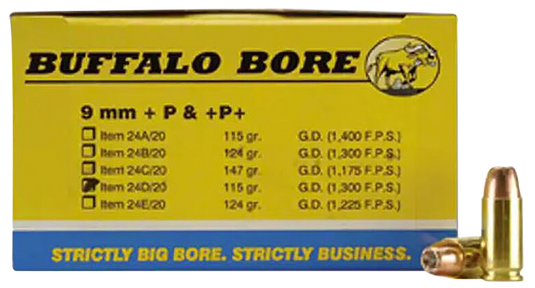 BUFFALO BORE
9 mm + P & +P+
Item 24A/20 115 gr. G.D. (1,400 F.P.S.)
Item 24B/20 124 gr. G.D. (1,300 F.P.S.)
Item 24C/20 147 gr. G.D. (1,175 F.P.S.)
Item 24D/20 115 gr. G.D. (1,300 F.P.S.)
Item 24E/20 124 gr. G.D. (1,225 F.P.S.)
STRICTLY BIG BORE. STRICTLY BUSINESS.